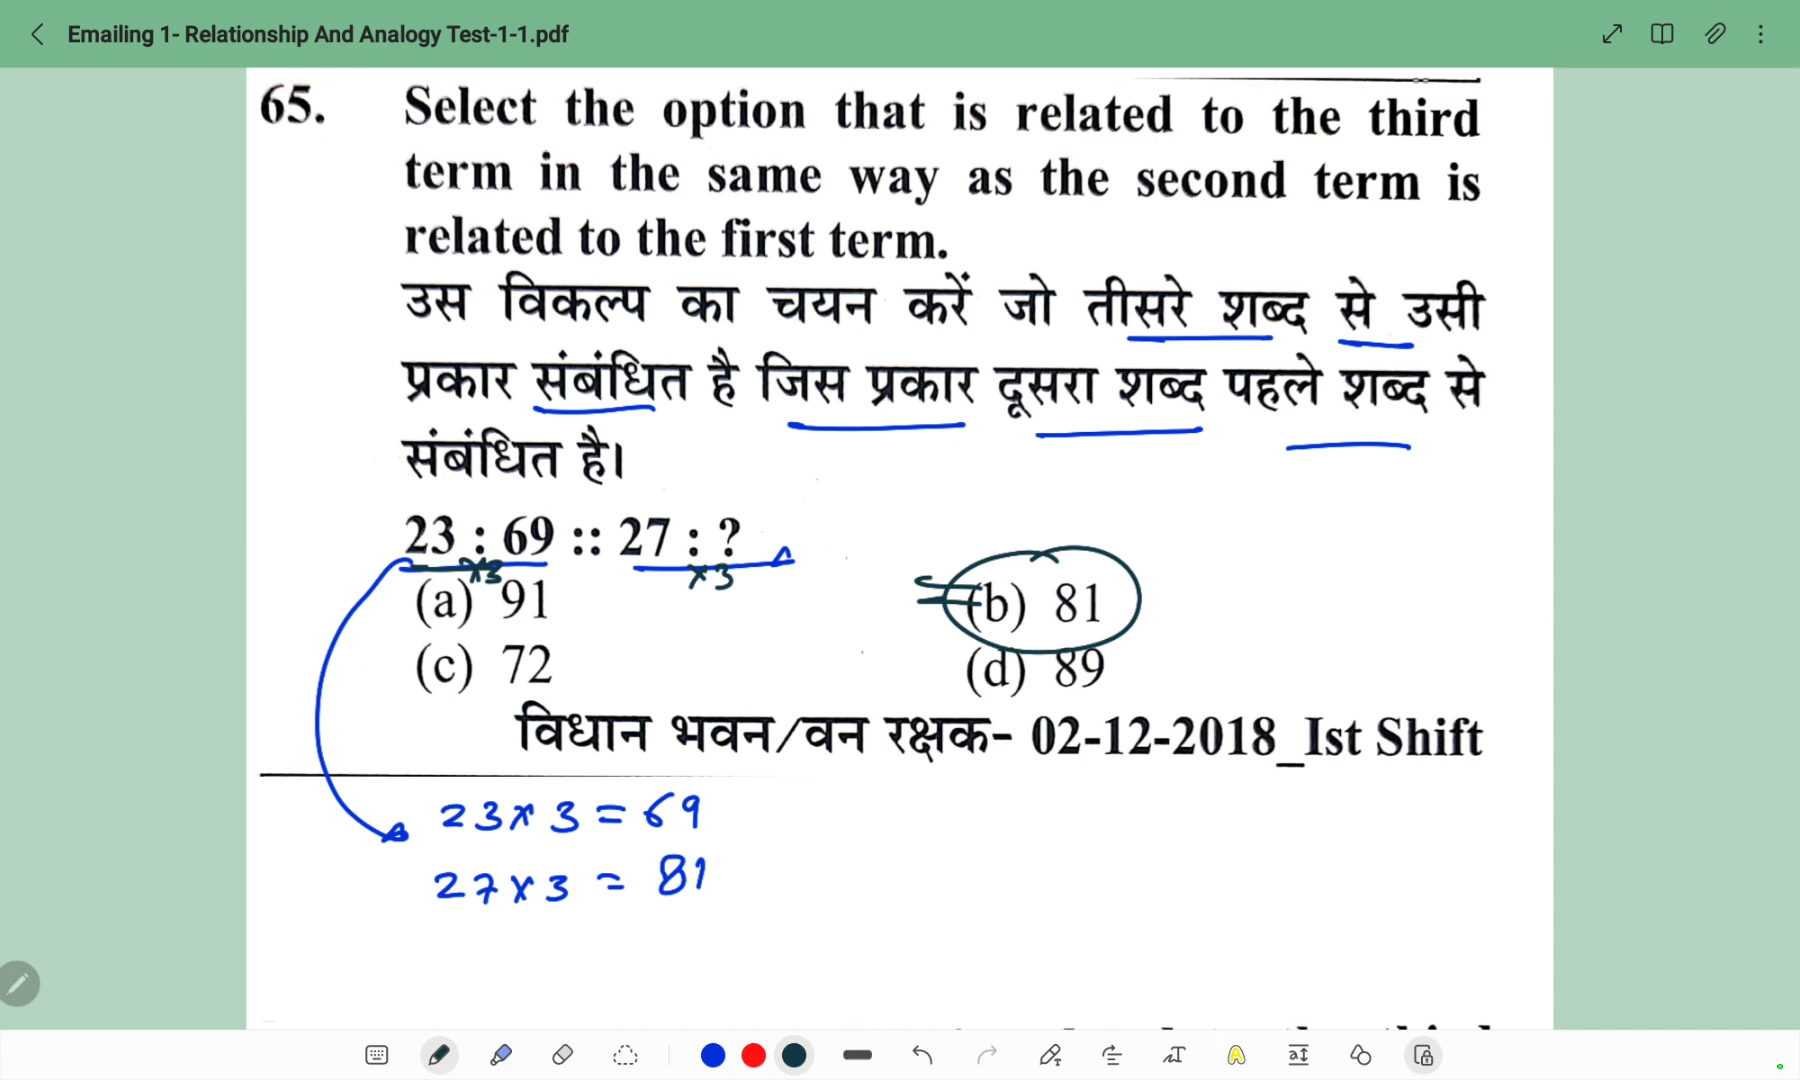 Emailing 1- Relationship And Analogy Test-1-1.pdf
65. Select the option that is related to the third
term in the same way as the second term is
related to the first term.
उस विकल्प का चयन करें जो तीसरे शब्द से उसी
प्रकार संबंधित है जिस प्रकार दूसरा शब्द पहले शब्द से
संबंधित है।
23 : 69 :: 27 : ?
×3 ×3
(a) 91 (b) 81
(c) 72 (d) 89
विधान भवन/वन रक्षक- 02-12-2018_Ist Shift
23×3=69
27×3=81